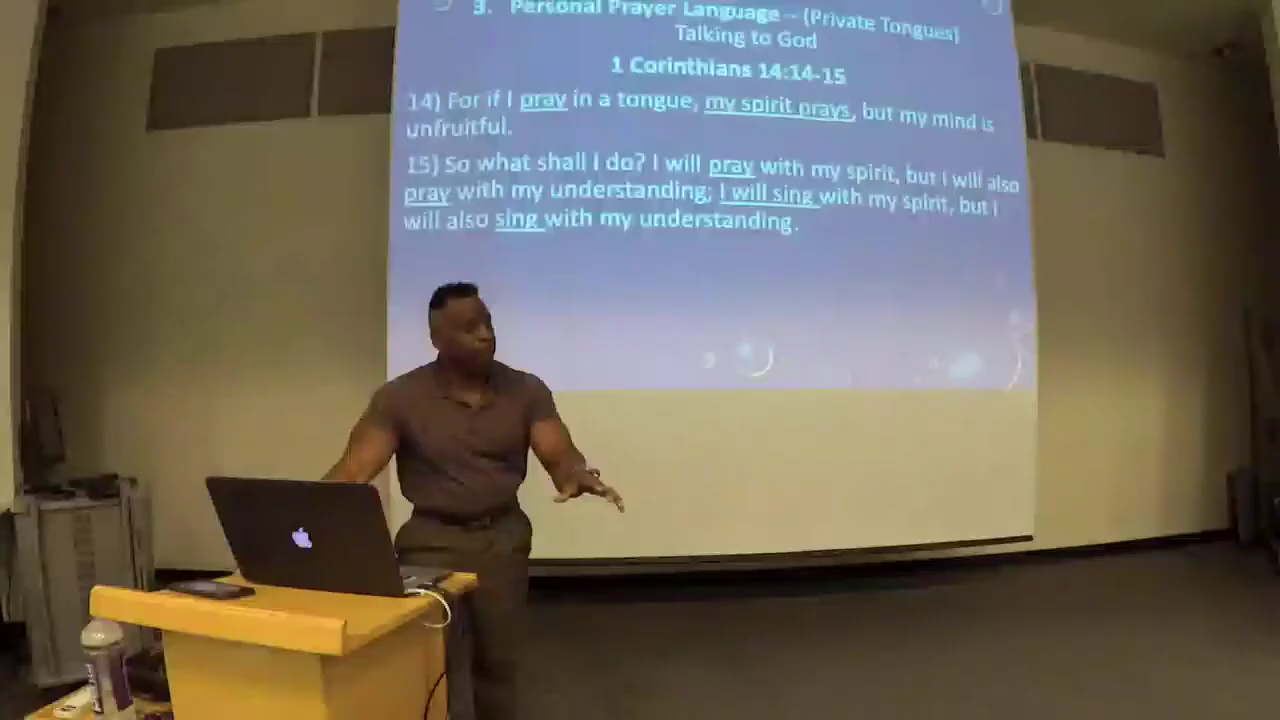 3. Personal Prayer Language – (Private Tongues)
Talking to God
1 Corinthians 14:14-15
14) For if I pray in a tongue, my spirit prays, but my mind is
unfruitful.
15) So what shall I do? I will pray with my spirit, but I will also
pray with my understanding; I will sing with my spirit, but I
will also sing with my understanding.